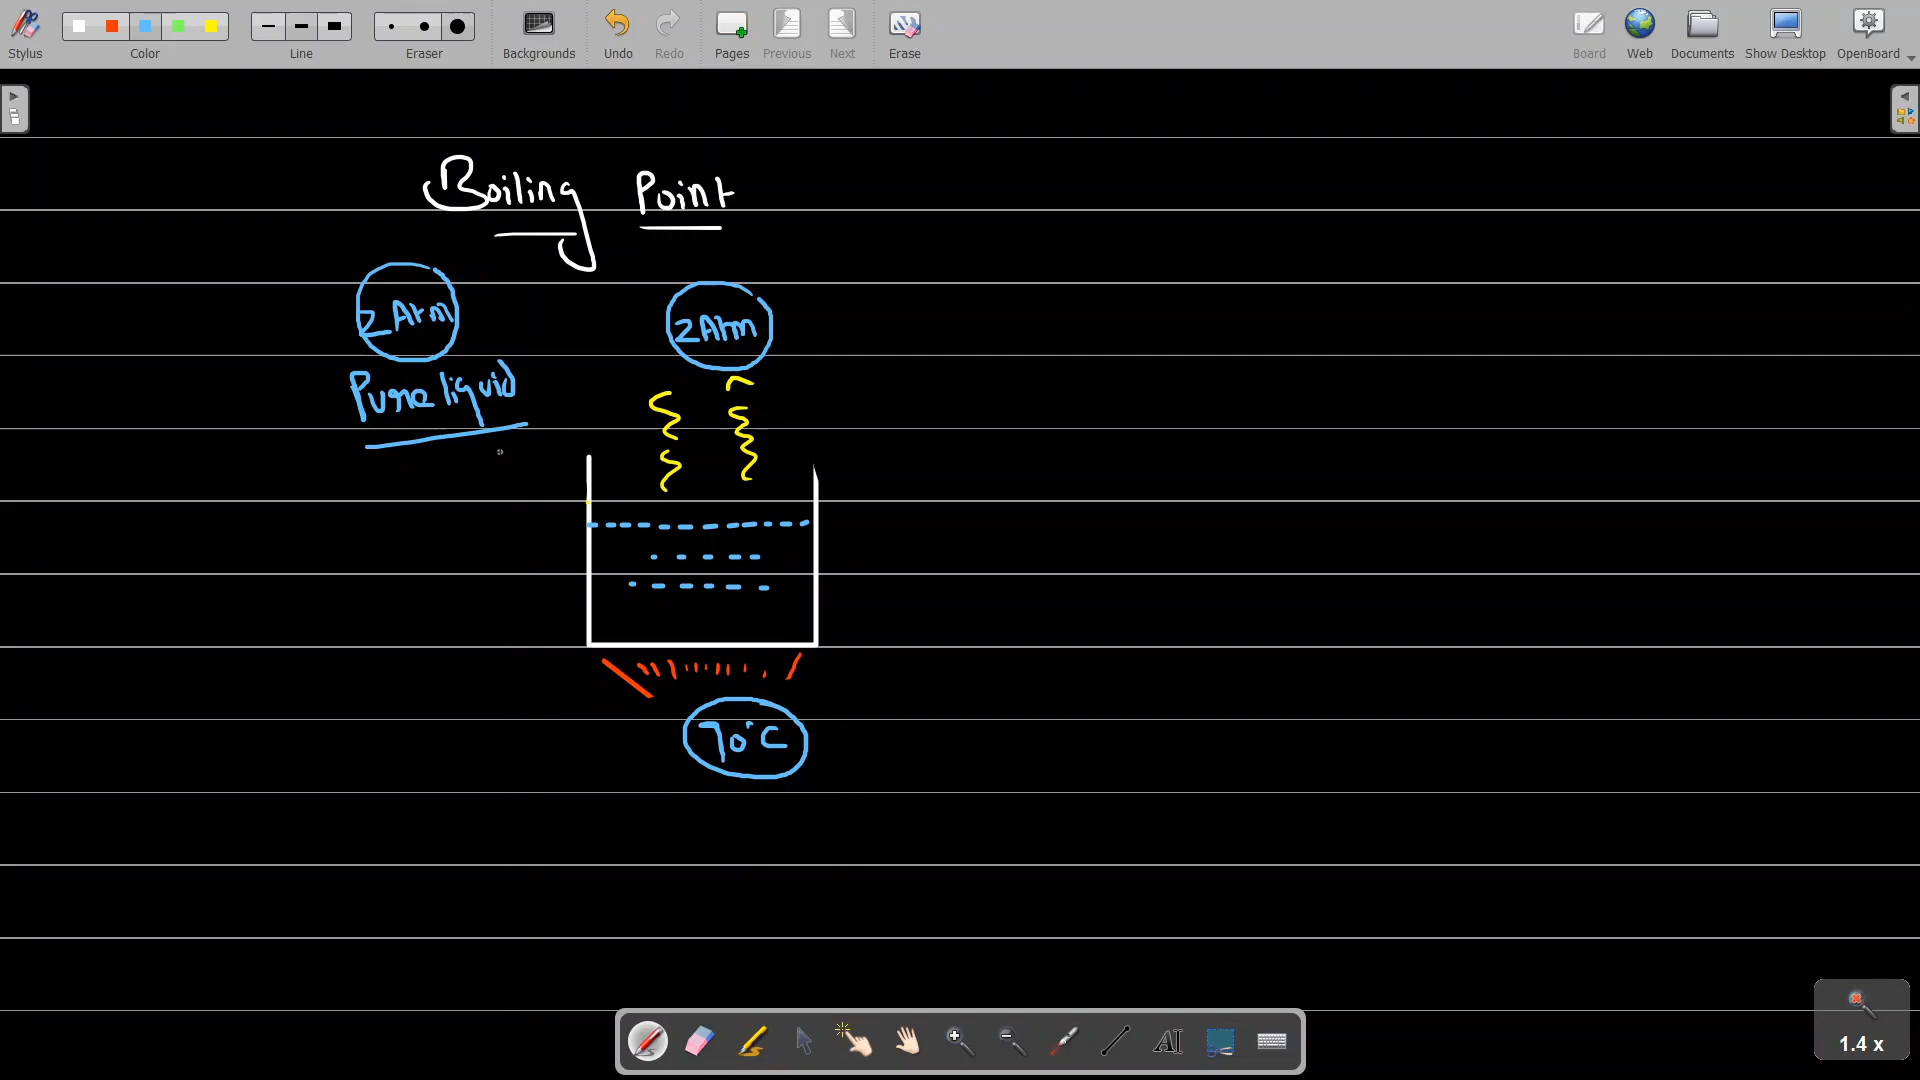 Stylus
Color
Line
Eraser
Backgrounds
Undo
Redo
Pages
Previous
Next
Erase
Board
Web
Documents
Show Desktop
OpenBoard
Boiling Point
2 Atm
2 Atm
Pure liquid
70°C
1.4 x